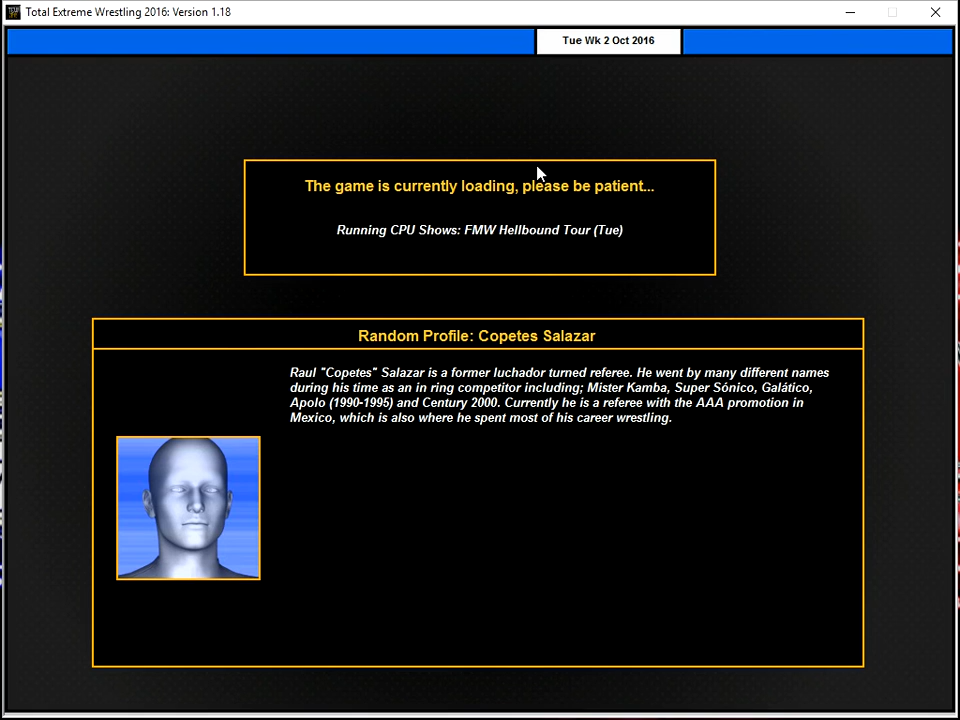 Total Extreme Wrestling 2016: Version 1.18
Tue Wk 2 Oct 2016
The game is currently loading, please be patient...
Running CPU Shows: FMW Hellbound Tour (Tue)
Random Profile: Copetes Salazar
Raul "Copetes" Salazar is a former luchador turned referee. He went by many different names
during his time as an in ring competitor including; Mister Kamba, Super Sónico, Galático,
Apolo (1990-1995) and Century 2000. Currently he is a referee with the AAA promotion in
Mexico, which is also where he spent most of his career wrestling.